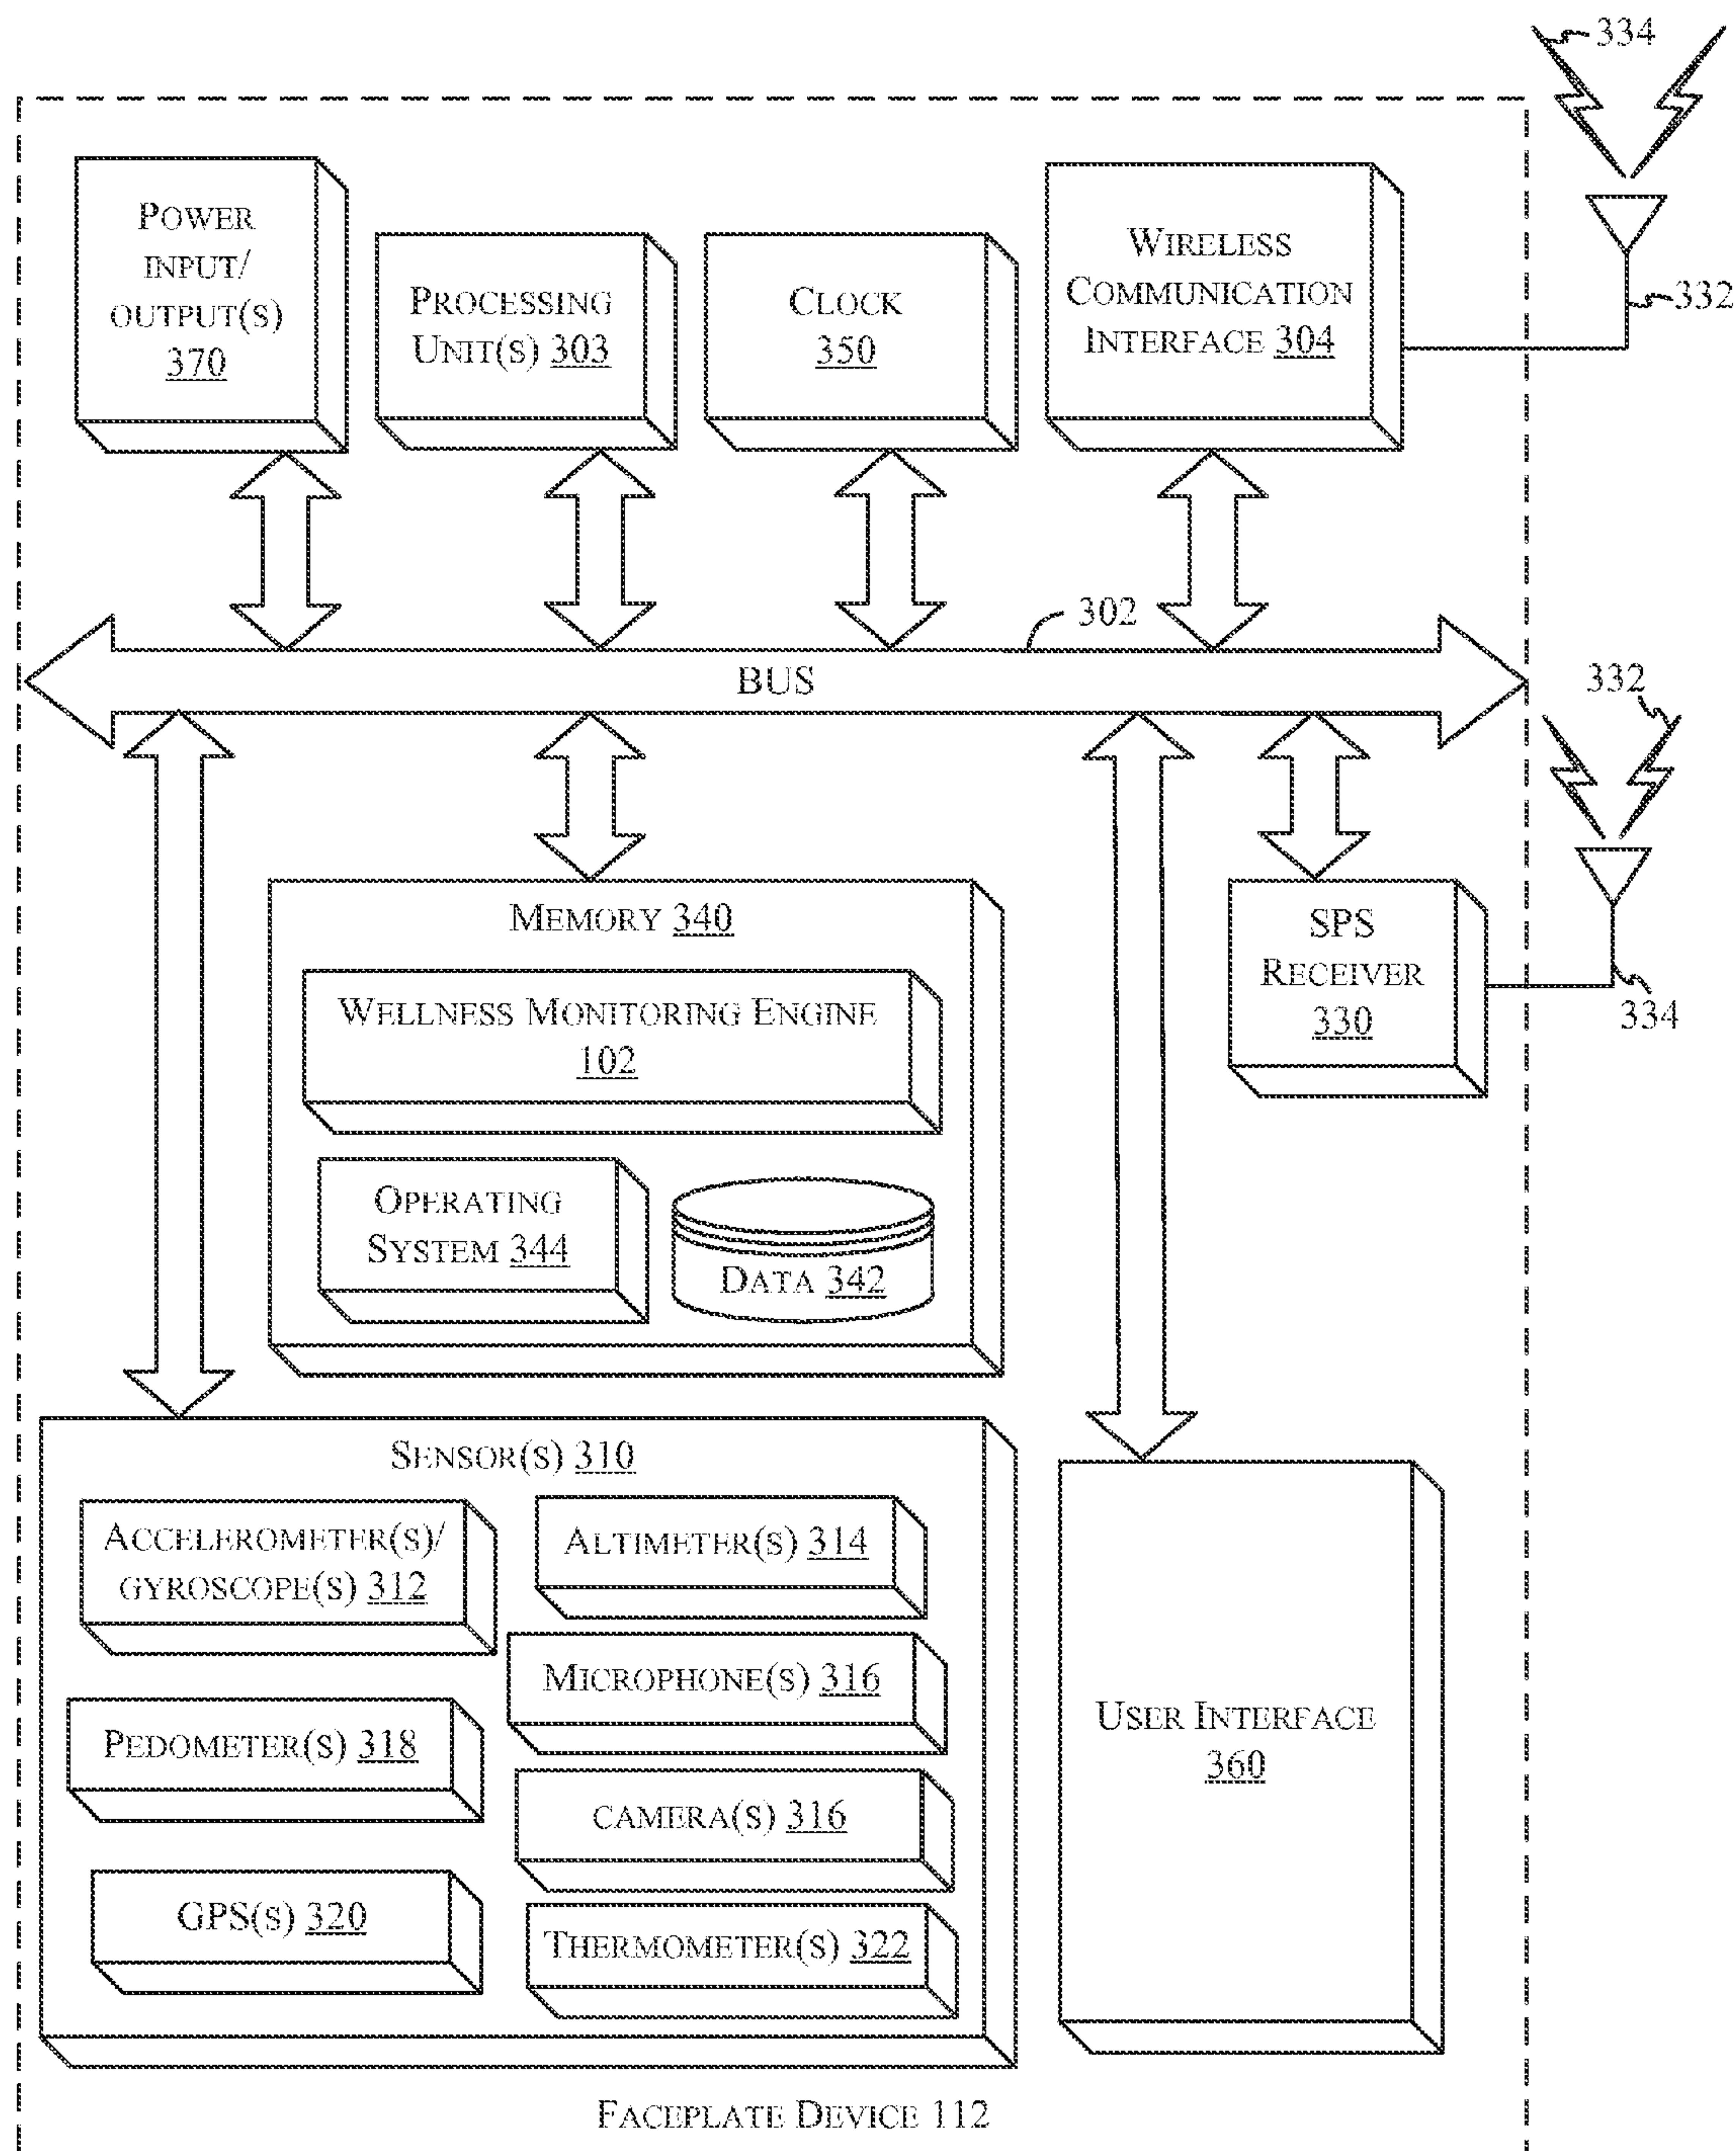 334
POWER
INPUT/
OUTPUT(S)
370
PROCESSING
UNIT(S) 303
CLOCK
350
WIRELESS
COMMUNICATION
INTERFACE 304
332
302
BUS
332
MEMORY 340
WELLNESS MONITORING ENGINE
102
OPERATING
SYSTEM 344
DATA 342
SPS
RECEIVER
330
334
SENSOR(S) 310
ACCELEROMETER(S)/
GYROSCOPE(S) 312
ALTIMETER(S) 314
MICROPHONE(S) 316
PEDOMETER(S) 318
CAMERA(S) 316
GPS(S) 320
THERMOMETER(S) 322
USER INTERFACE
360
FACEPLATE DEVICE 112